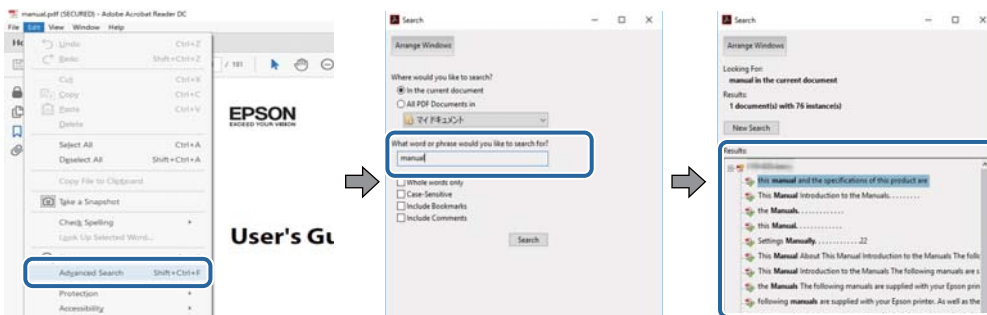 manual.pdf (SECURED) - Adobe Acrobat Reader DC
File Edit View Window Help
Undo Ctrl+Z
Redo Shift+Ctrl+Z
Cut Ctrl+X
Copy Ctrl+C
Paste Ctrl+V
Delete
Select All Ctrl+A
Deselect All Shift+Ctrl+A
Copy File to Clipboard
Take a Snapshot
Check Spelling
Look Up Selected Word...
Advanced Search Shift+Ctrl+F
Protection
Accessibility
/ 181
EPSON
EXCEED YOUR VISION
User's Gu
Search
Arrange Windows
Where would you like to search?
In the current document
All PDF Documents in
マイ ドキュメント
What word or phrase would you like to search for?
manual
Whole words only
Case-Sensitive
Include Bookmarks
Include Comments
Search
Search
Arrange Windows
Looking For:
manual in the current document
Results:
1 document(s) with 76 instance(s)
New Search
Results:
this manual and the specifications of this product are
This Manual Introduction to the Manuals. . . . . . . . .
the Manuals. . . . . . . . . . . . .
this Manual. . . . . . . . . . . . .
Settings Manually. . . . . . . . . . . . .22
This Manual About This Manual Introduction to the Manuals The follo
This Manual Introduction to the Manuals The following manuals are s
the Manuals The following manuals are supplied with your Epson prin
following manuals are supplied with your Epson printer. As well as the